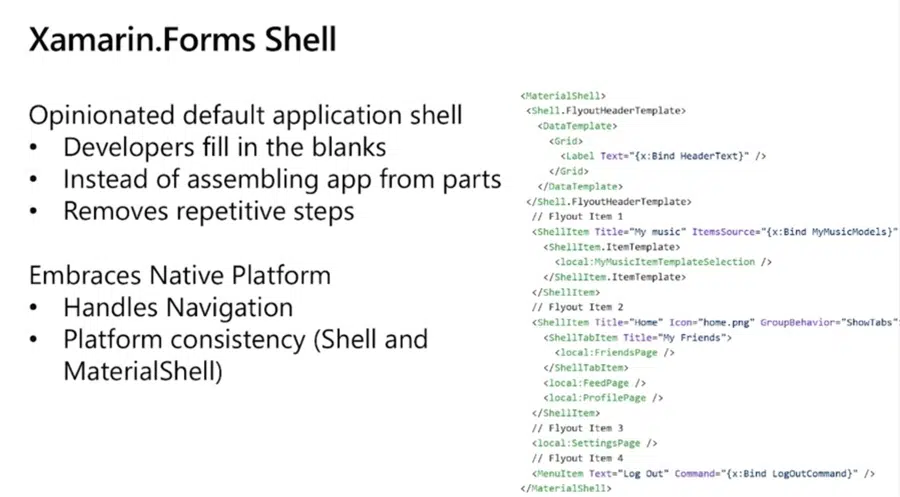 Xamarin.Forms Shell
Opinionated default application shell
• Developers fill in the blanks
• Instead of assembling app from parts
• Removes repetitive steps
Embraces Native Platform
• Handles Navigation
• Platform consistency (Shell and
MaterialShell)
<MaterialShell>
<Shell.FlyoutHeaderTemplate>
<DataTemplate>
<Grid>
<Label Text="{x:Bind HeaderText}" />
</Grid>
</DataTemplate>
</Shell.FlyoutHeaderTemplate>
// Flyout Item 1
<ShellItem Title="My music" ItemsSource="{x:Bind MyMusicModels}"
<ShellItem.ItemTemplate>
<local:MyMusicItemTemplateSelection />
</ShellItem.ItemTemplate>
</ShellItem>
// Flyout Item 2
<ShellItem Title="Home" Icon="home.png" GroupBehavior="ShowTabs"
<ShellTabItem Title="My Friends">
<local:FriendsPage />
</ShellTabItem>
<local:FeedPage />
<local:ProfilePage />
</ShellItem>
// Flyout Item 3
<local:SettingsPage />
// Flyout Item 4
<MenuItem Text="Log Out" Command="{x:Bind LogOutCommand}" />
</MaterialShell>